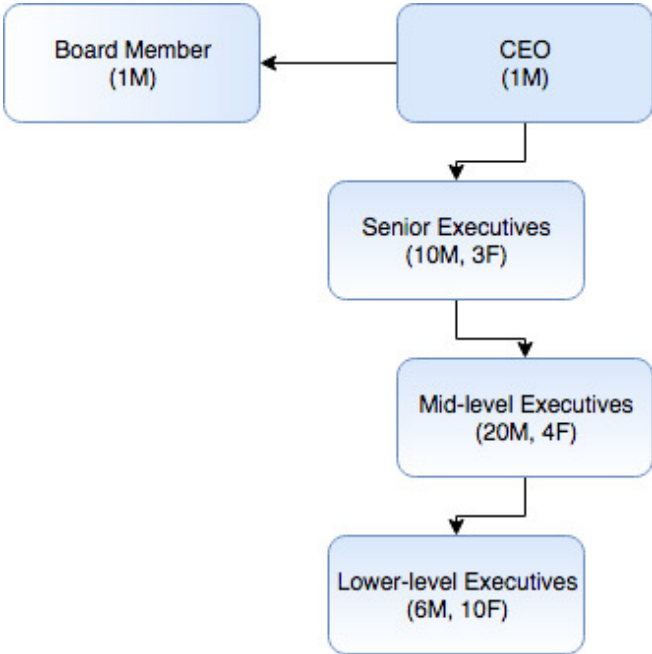 Board Member
(1M)
CEO
(1M)
Senior Executives
(10M, 3F)
Mid-level Executives
(20M, 4F)
Lower-level Executives
(6M, 10F)